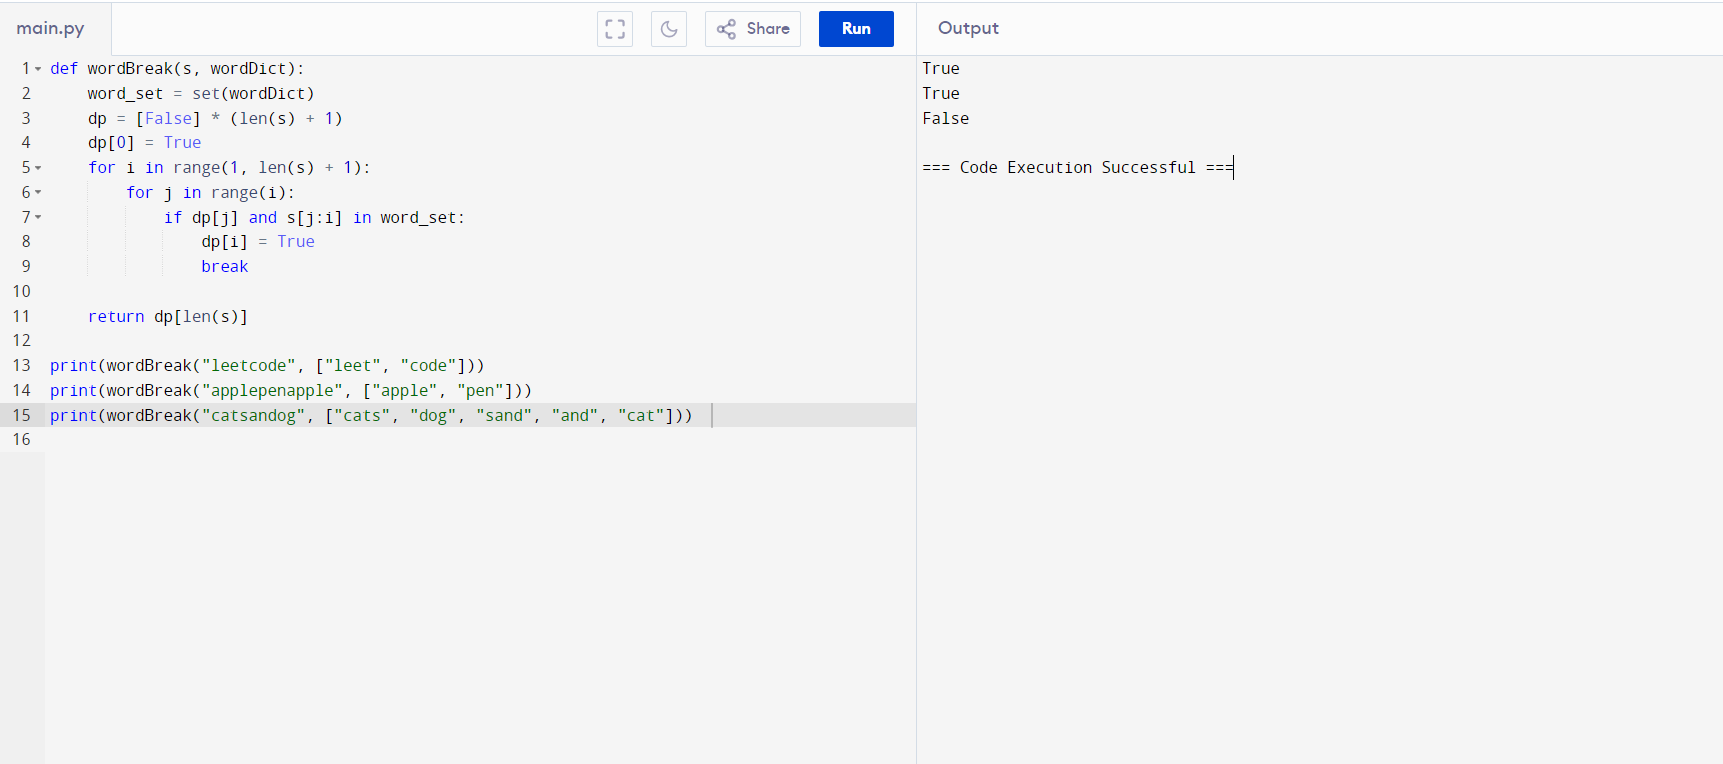 main.py
Share
Run
Output
1 def wordBreak(s, wordDict):
2     word_set = set(wordDict)
3     dp = [False] * (len(s) + 1)
4     dp[0] = True
5     for i in range(1, len(s) + 1):
6         for j in range(i):
7             if dp[j] and s[j:i] in word_set:
8                 dp[i] = True
9                 break
10
11     return dp[len(s)]
12
13 print(wordBreak("leetcode", ["leet", "code"]))
14 print(wordBreak("applepenapple", ["apple", "pen"]))
15 print(wordBreak("catsandog", ["cats", "dog", "sand", "and", "cat"]))
16
True
True
False
=== Code Execution Successful ===